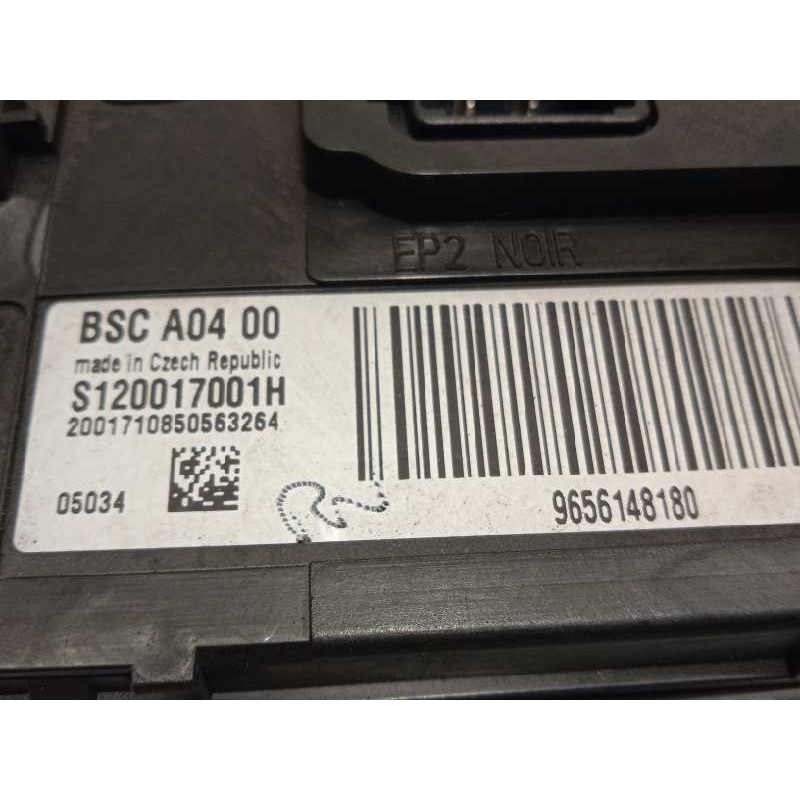 EP2 NOIR
BSC A04 00
made in Czech Republic
S120017001H
2001710850563264
05034
9656148180